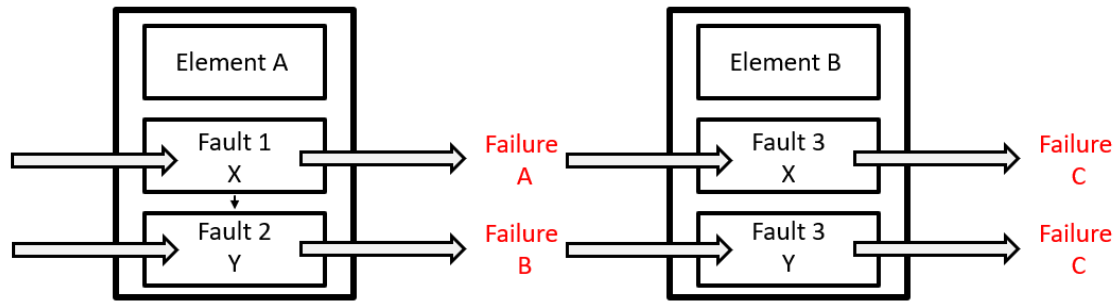 Element A
Fault 1
X
Fault 2
Y
Failure
A
Failure
B
Element B
Fault 3
X
Fault 3
Y
Failure
C
Failure
C